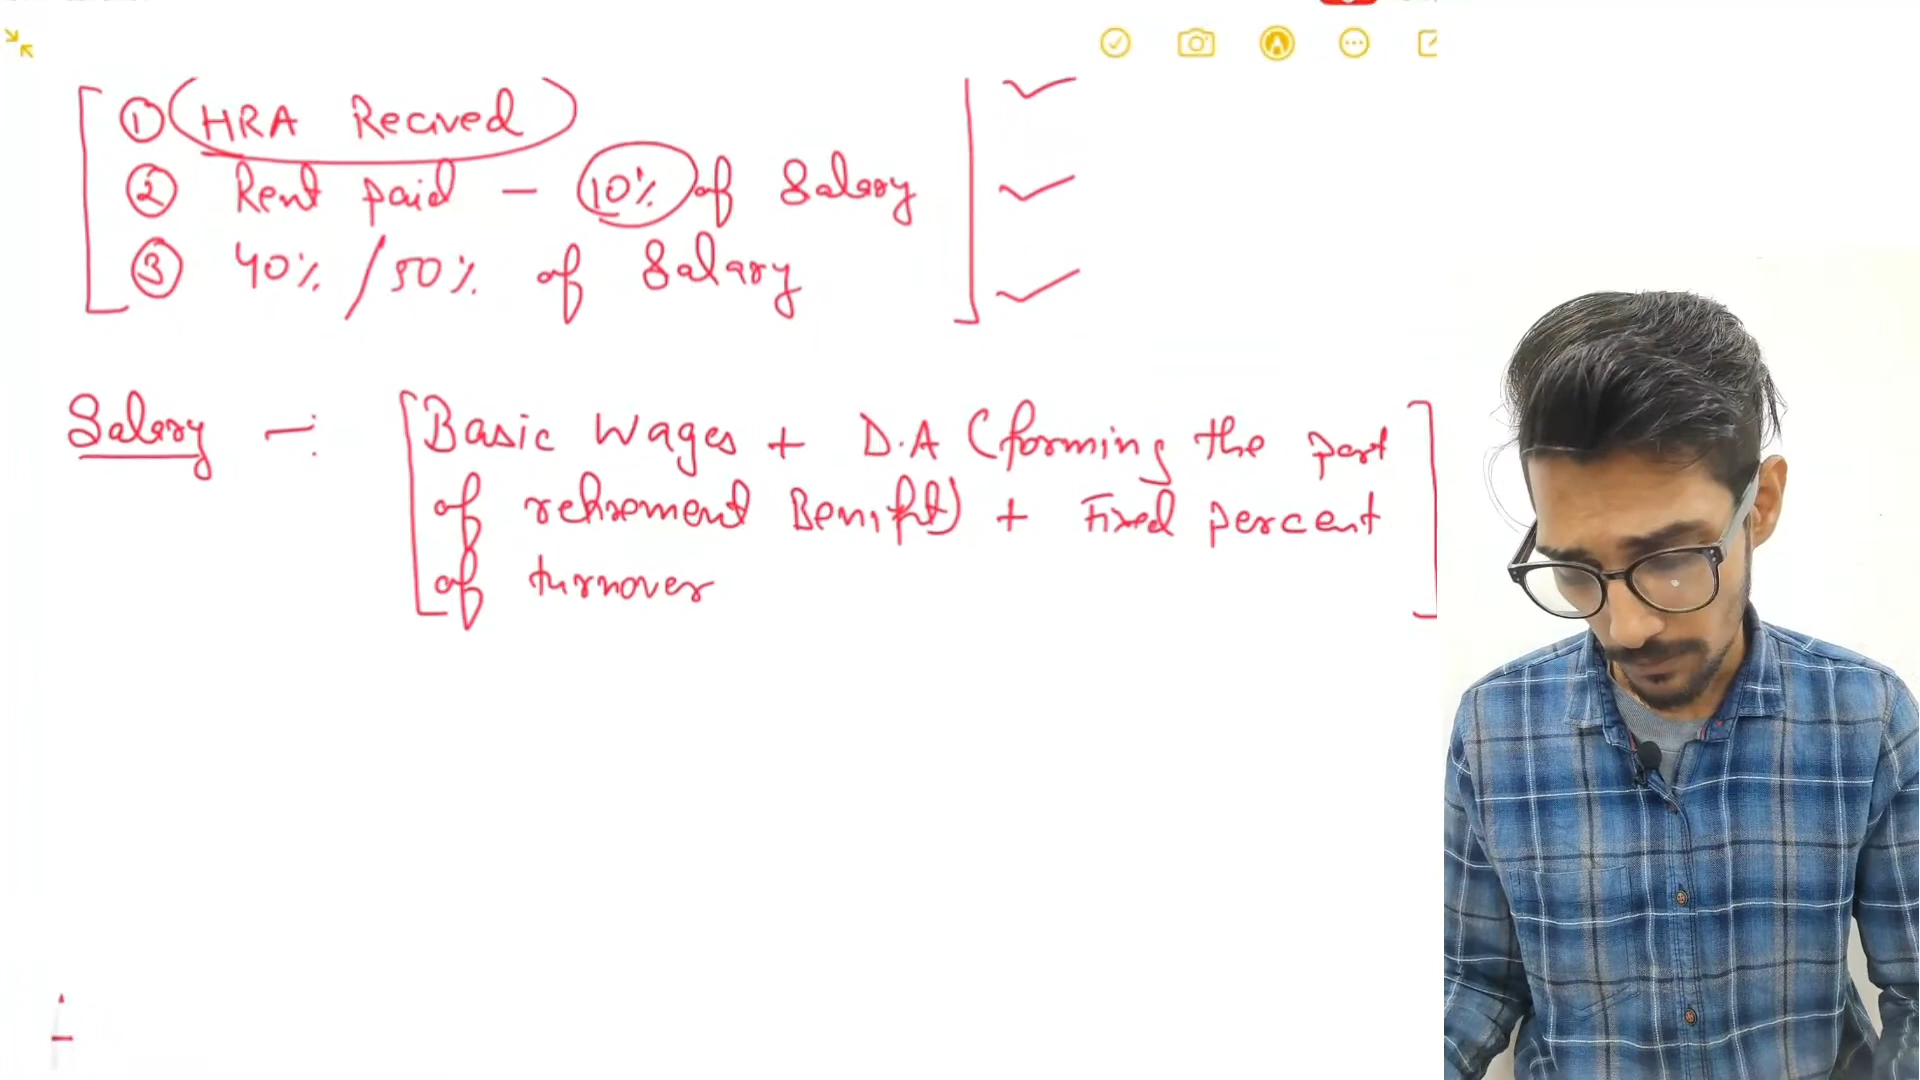 ① HRA Recived
② Rent paid - 10% of Salary
③ 40% / 50% of Salary
Salary -: [Basic Wages + D.A (forming the part
of retirement Benifit) + Fixed percent
of turnover]